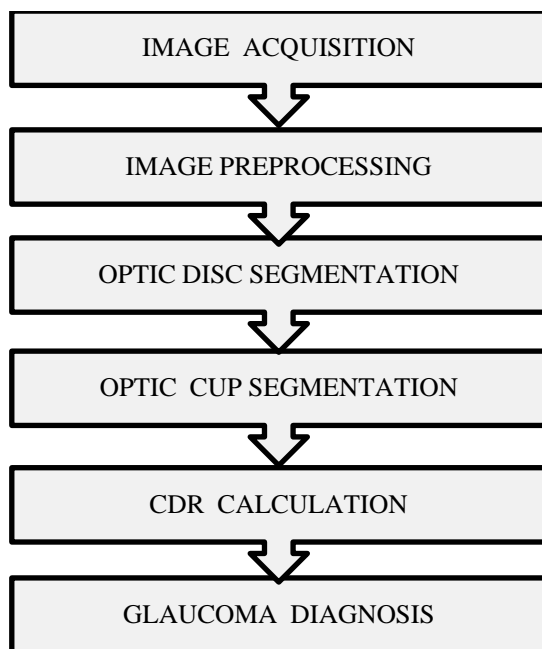 IMAGE ACQUISITION
IMAGE PREPROCESSING
OPTIC DISC SEGMENTATION
OPTIC CUP SEGMENTATION
CDR CALCULATION
GLAUCOMA DIAGNOSIS